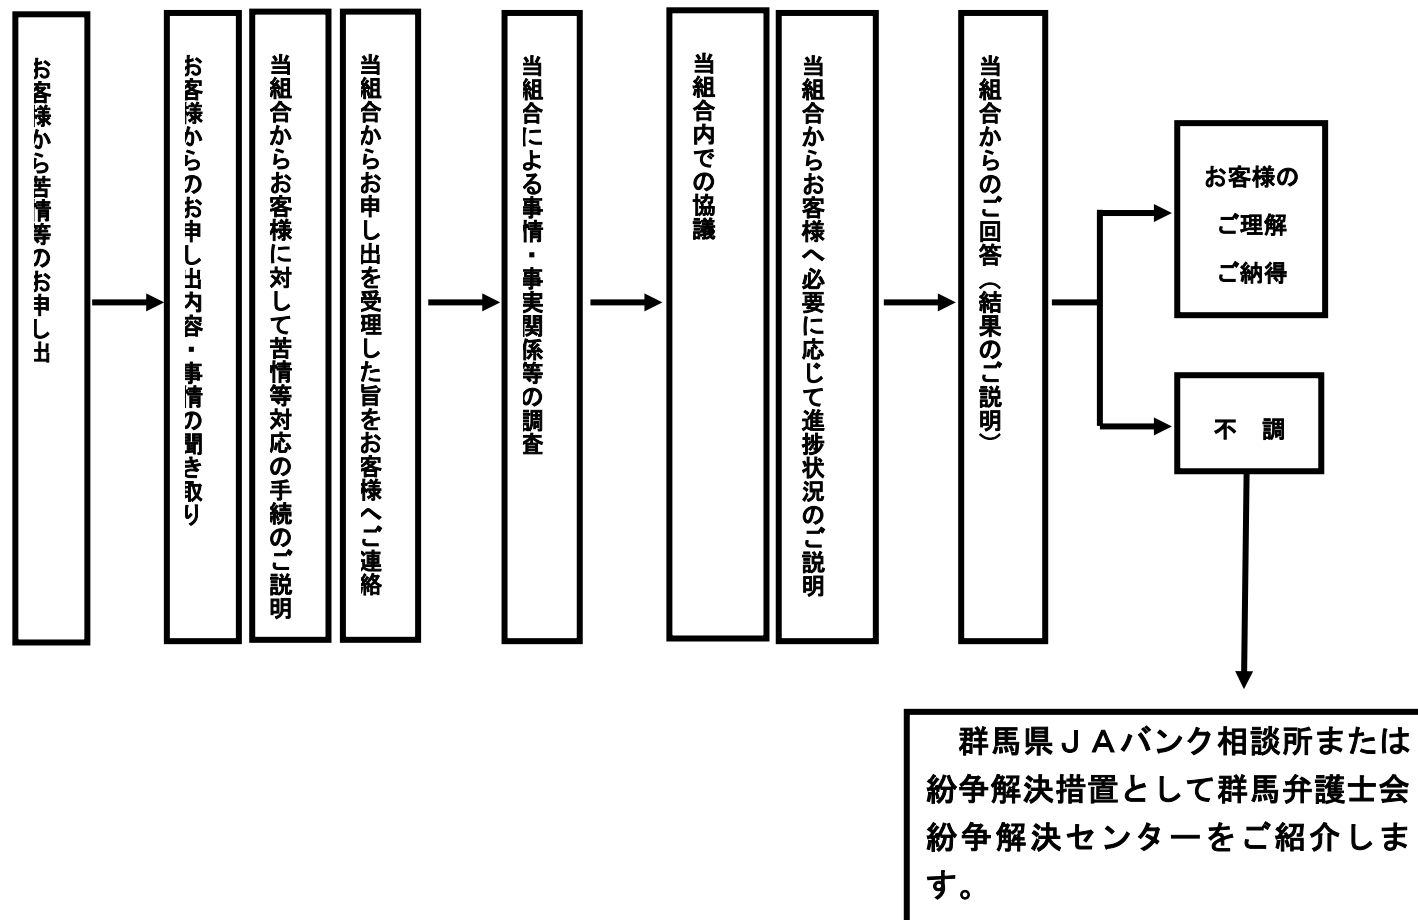 お客様から苦情等のお申し出
お客様からのお申し出内容・事情の聞き取り
当組合からお客様に対して苦情等対応の手続のご説明
当組合からお申し出を受理した旨をお客様へご連絡
当組合による事情・事実関係等の調査
当組合内での協議
当組合からお客様へ必要に応じて進捗状況のご説明
当組合からのご回答（結果のご説明）
お客様の
ご理解
ご納得
不　調
群馬県ＪＡバンク相談所または
紛争解決措置として群馬弁護士会
紛争解決センターをご紹介しま
す。